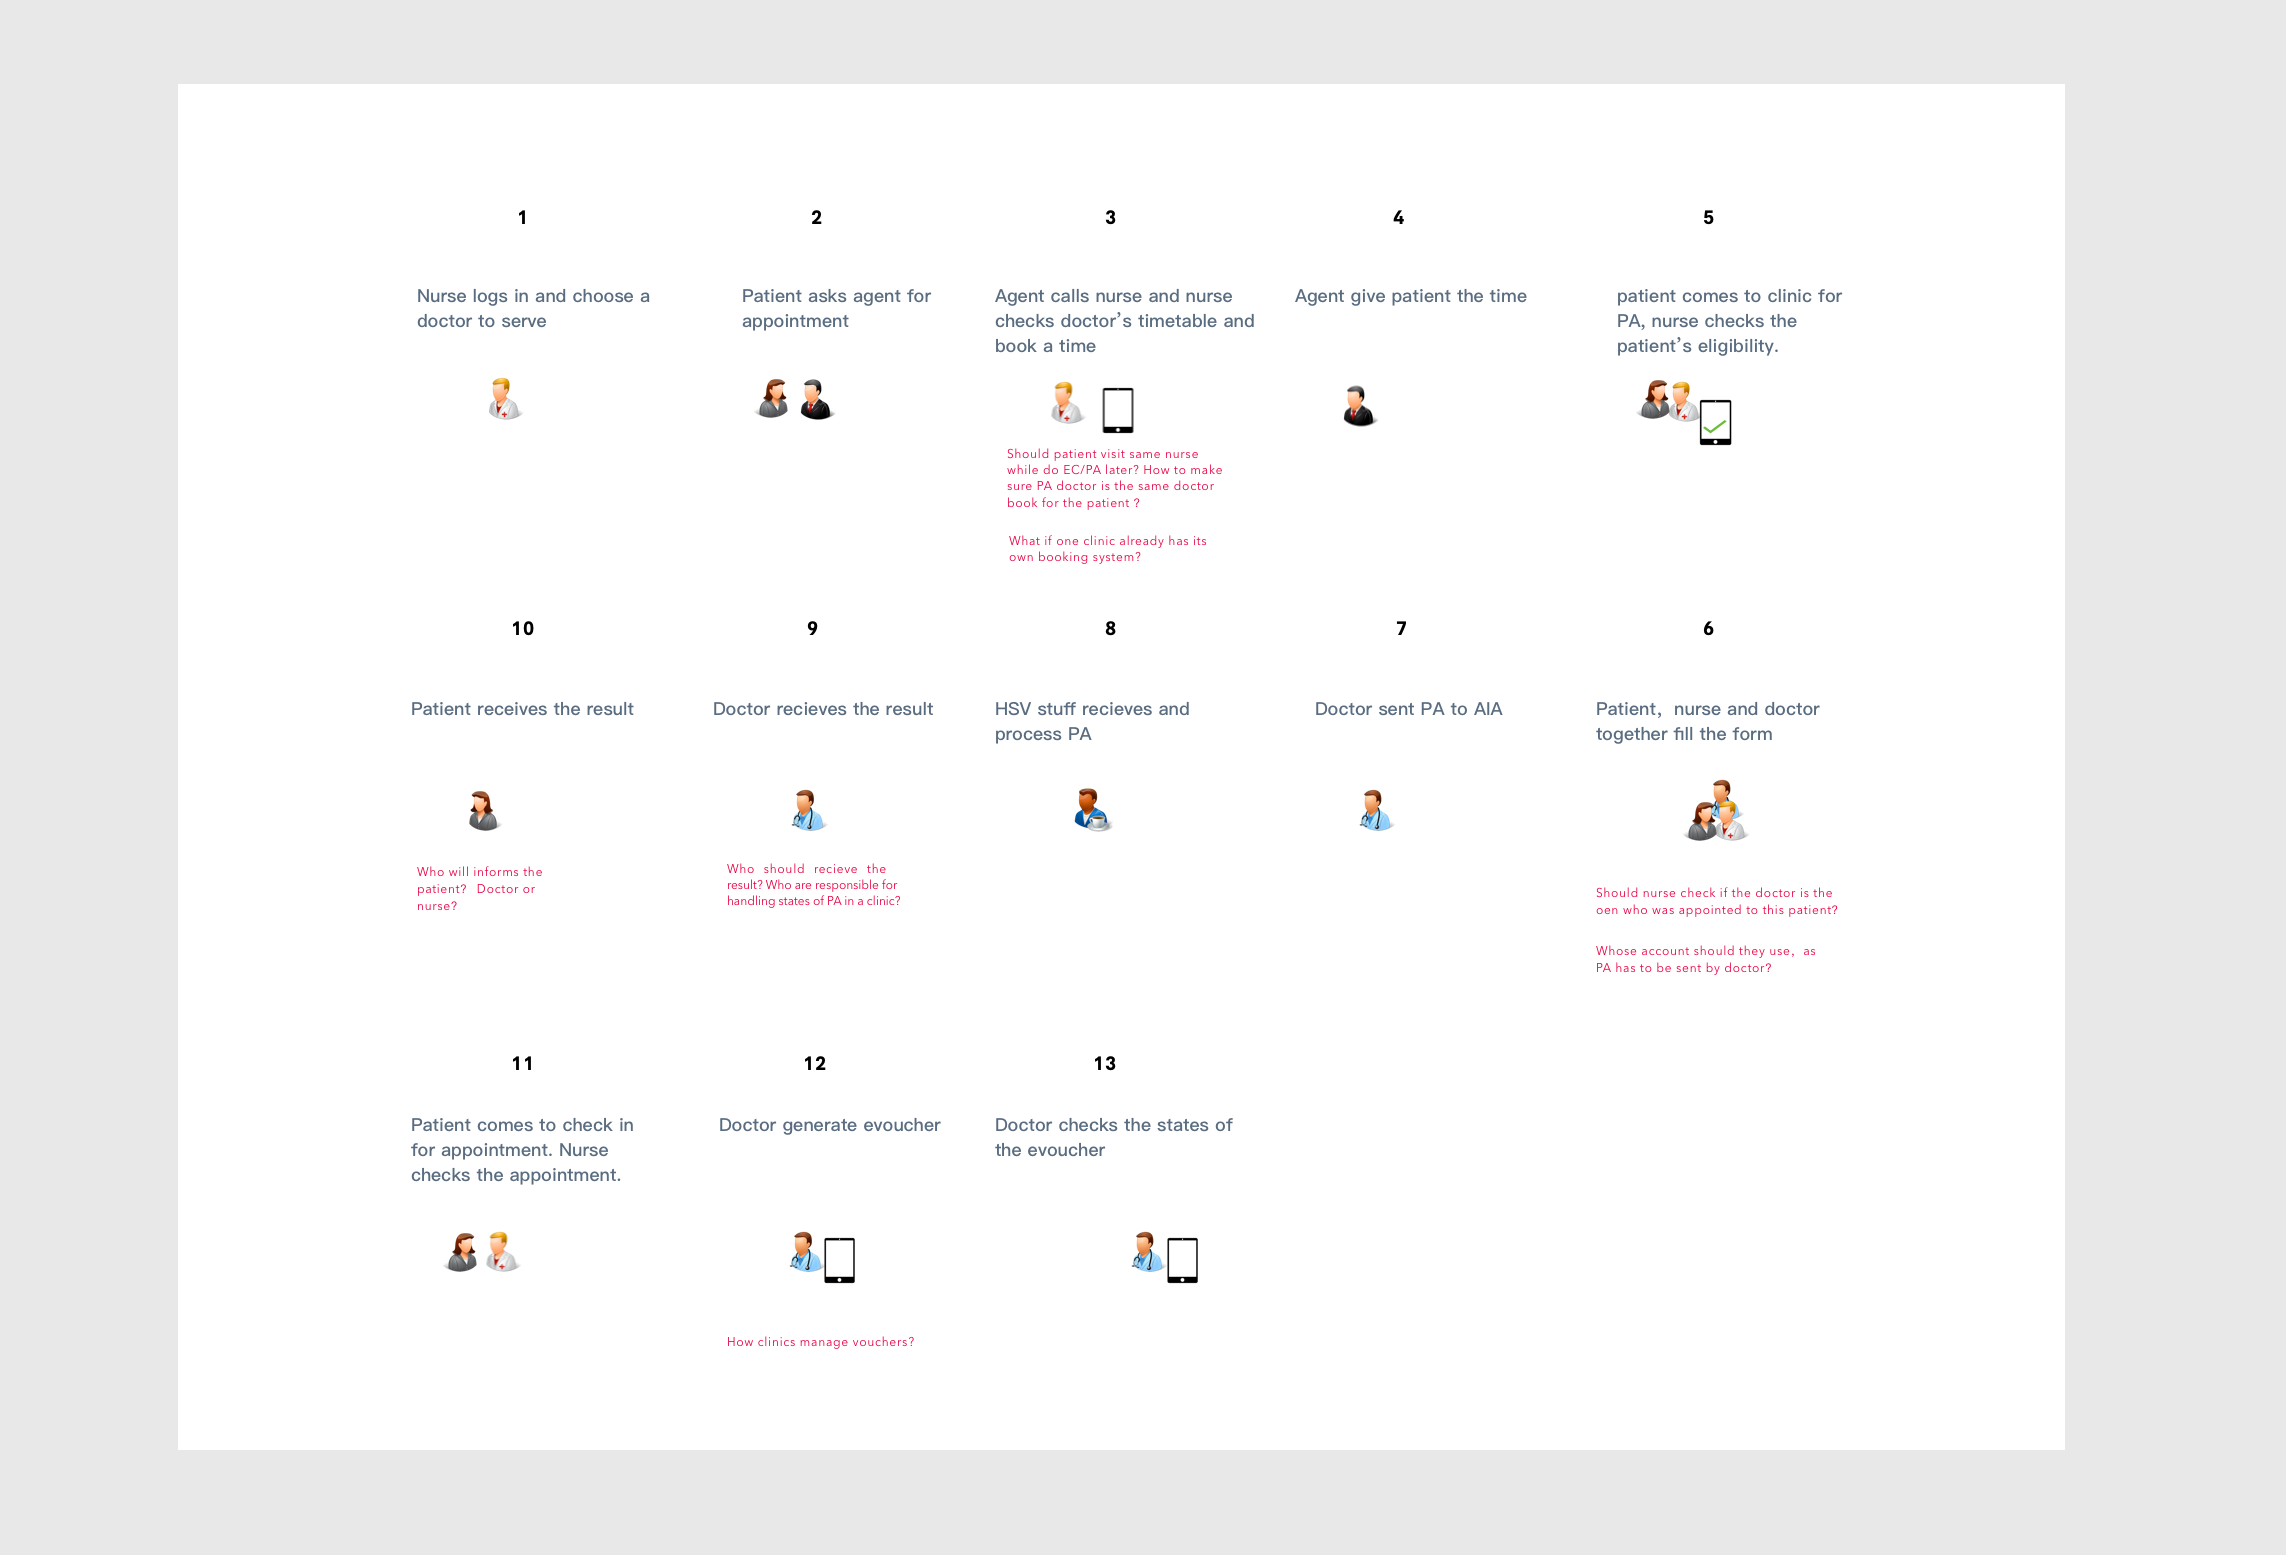 1
Nurse logs in and choose a
doctor to serve
2
Patient asks agent for
appointment
3
Agent calls nurse and nurse
checks doctor's timetable and
book a time
Should patient visit same nurse
while do EC/PA later? How to make
sure PA doctor is the same doctor
book for the patient ?
What if one clinic already has its
own booking system?
4
Agent give patient the time
5
patient comes to clinic for
PA, nurse checks the
patient's eligibility.
10
Patient receives the result
Who will informs the
patient? Doctor or
nurse?
9
Doctor recieves the result
Who should recieve the
result? Who are responsible for
handling states of PA in a clinic?
8
HSV stuff recieves and
process PA
7
Doctor sent PA to AIA
6
Patient, nurse and doctor
together fill the form
Should nurse check if the doctor is the
oen who was appointed to this patient?
Whose account should they use, as
PA has to be sent by doctor?
11
Patient comes to check in
for appointment. Nurse
checks the appointment.
12
Doctor generate evoucher
How clinics manage vouchers?
13
Doctor checks the states of
the evoucher